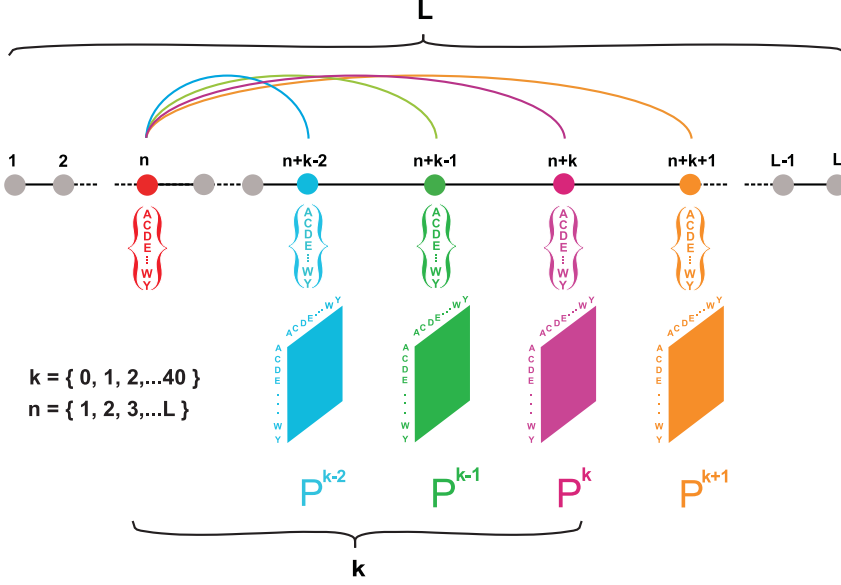 L
1 2 n n+k-2 n+k-1 n+k n+k+1 L-1 L
A A A A A
C C C C C
D D D D D
E E E E E
⋮ ⋮ ⋮ ⋮ ⋮
W W W W W
Y Y Y Y Y
A C D E ... W Y A C D E ... W Y A C D E ... W Y A C D E ... W Y
A A A A
C C C C
D D D D
E E E E
. . . .
. . . .
W W W W
Y Y Y Y
k = { 0, 1, 2,...40 }
n = { 1, 2, 3,...L }
P^k-2 P^k-1 P^k P^k+1
k